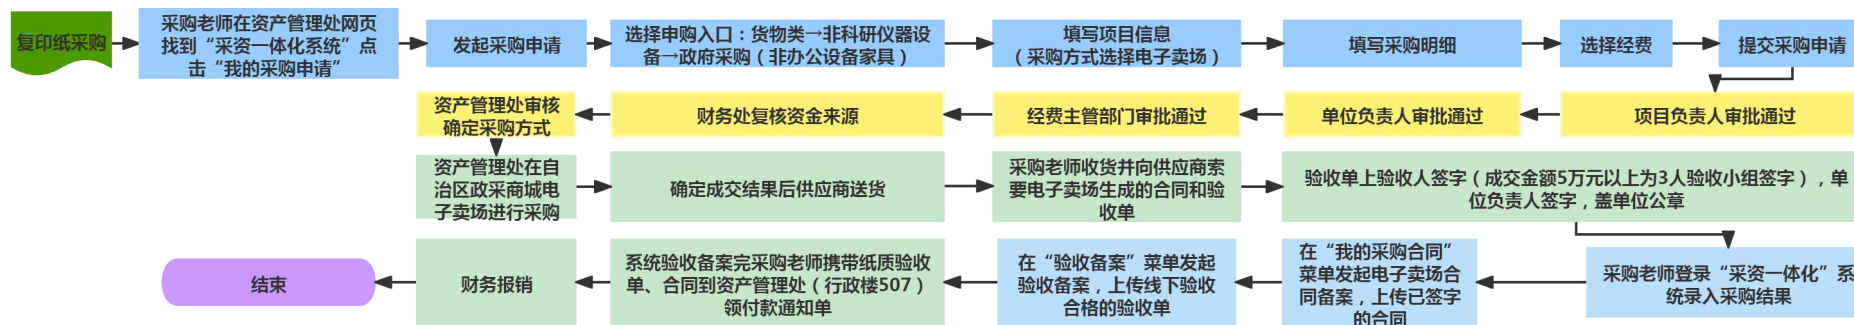 复印纸采购
采购老师在资产管理处网页
找到“采资一体化系统”点
击“我的采购申请”
发起采购申请
选择申购入口：货物类→非科研仪器设
备→政府采购（非办公设备家具）
填写项目信息
（采购方式选择电子卖场）
填写采购明细
选择经费
提交采购申请
项目负责人审批通过
单位负责人审批通过
经费主管部门审批通过
财务处复核资金来源
资产管理处审核
确定采购方式
资产管理处在自
治区政采商城电
子卖场进行采购
确定成交结果后供应商送货
采购老师收货并向供应商索
要电子卖场生成的合同和验
收单
验收单上验收人签字（成交金额5万元以上为3人验收小组签字），单
位负责人签字，盖单位公章
采购老师登录“采资一体化”系
统录入采购结果
在“我的采购合同”
菜单发起电子卖场合
同备案，上传已签字
的合同
在“验收备案”菜单发起
验收备案，上传线下验收
合格的验收单
系统验收备案完采购老师携带纸质验收
单、合同到资产管理处（行政楼507）
领付款通知单
财务报销
结束